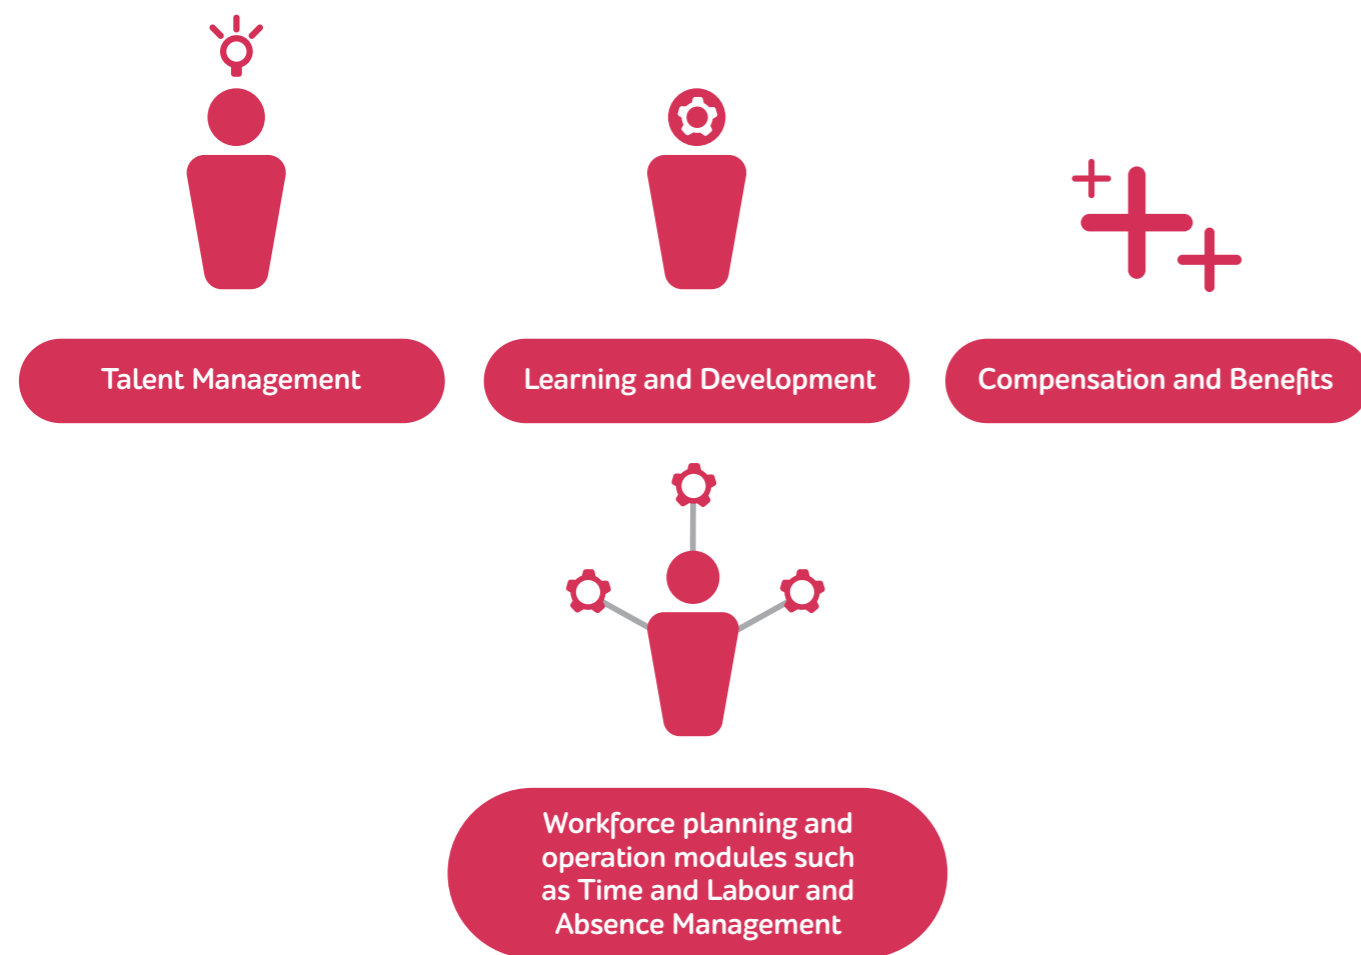 Talent Management
Learning and Development
Compensation and Benefits
Workforce planning and
operation modules such
as Time and Labour and
Absence Management